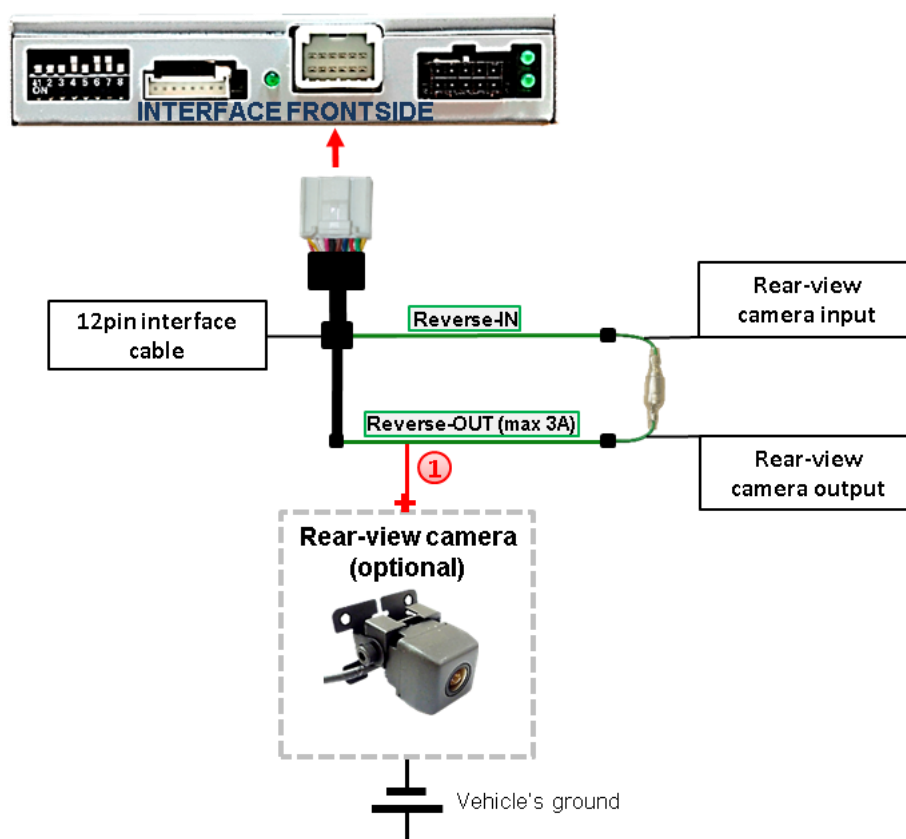 1 2 3 4 5 6 7 8
ON
INTERFACE FRONTSIDE
12pin interface
cable
Reverse-IN
Rear-view
camera input
Reverse-OUT (max 3A)
Rear-view
camera output
1
Rear-view camera
(optional)
Vehicle's ground